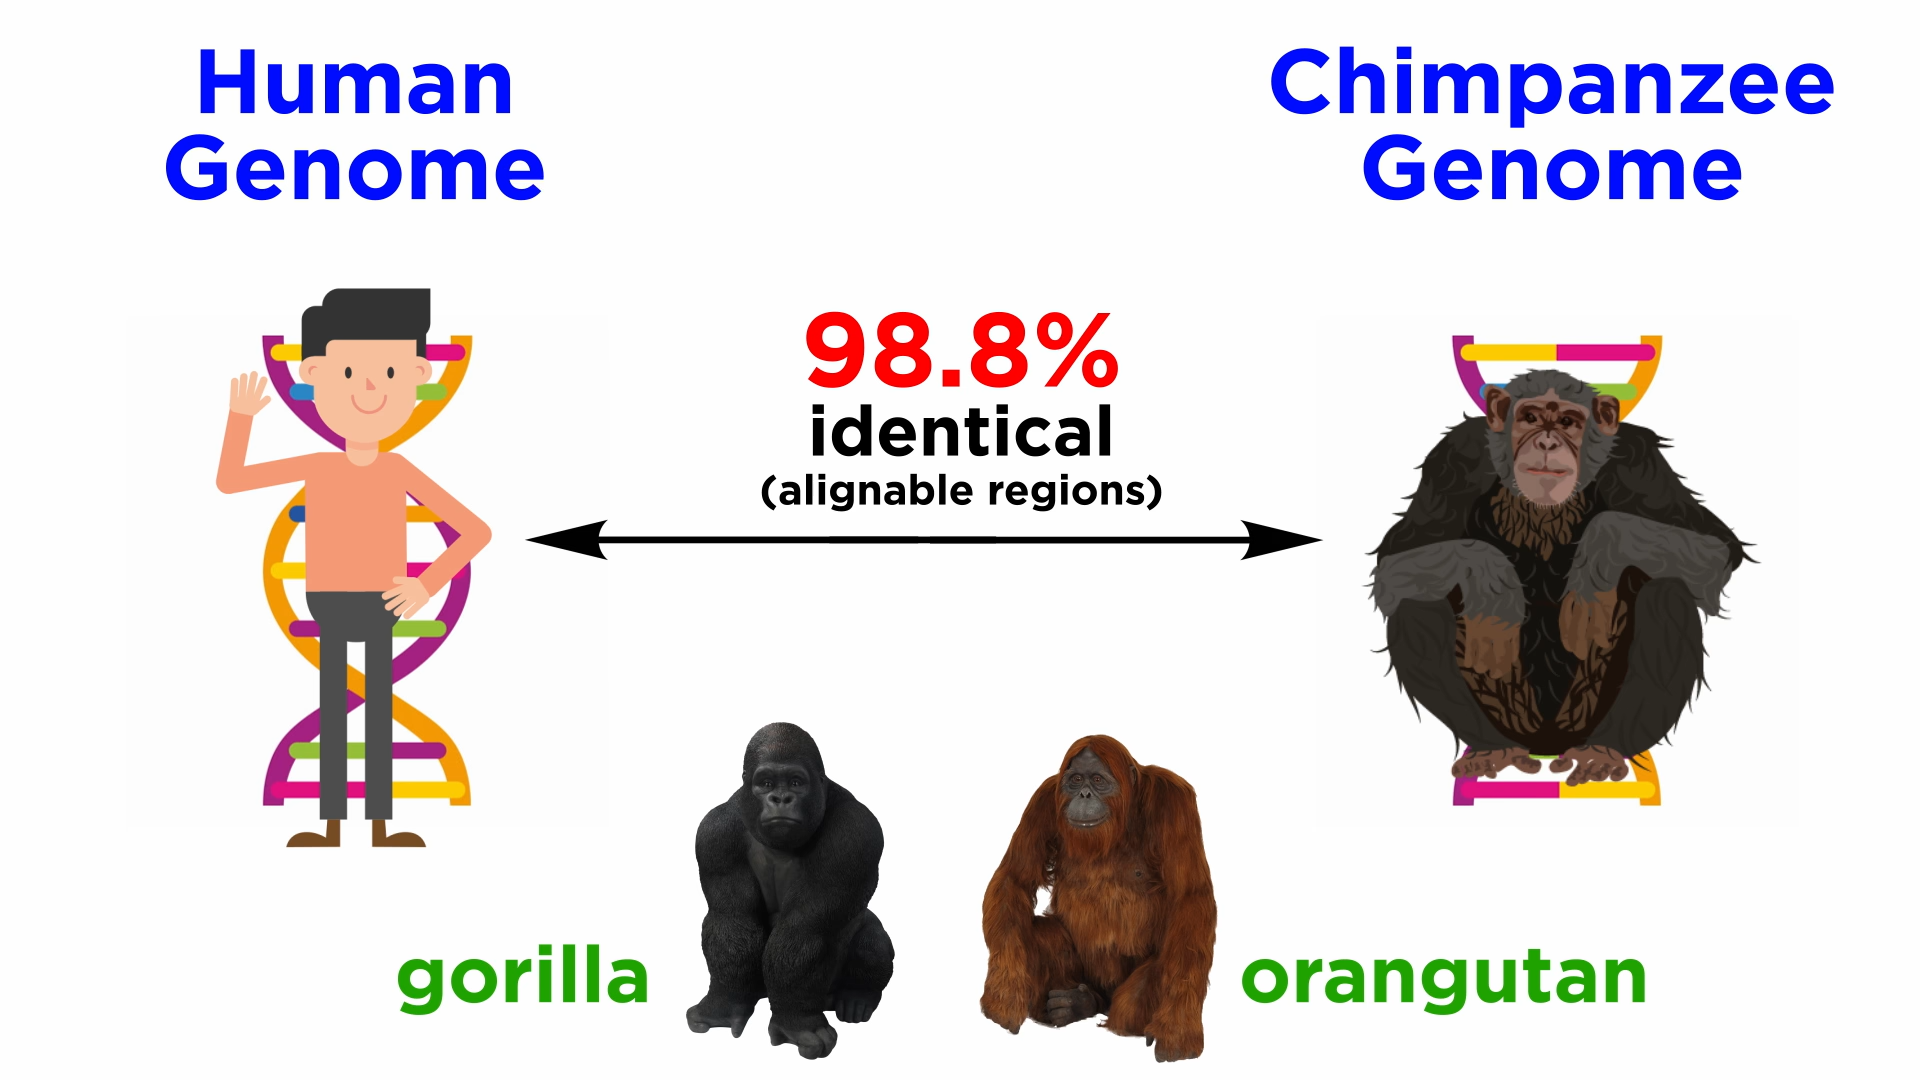 Human
Genome
Chimpanzee
Genome
98.8%
identical
(alignable regions)
gorilla
orangutan